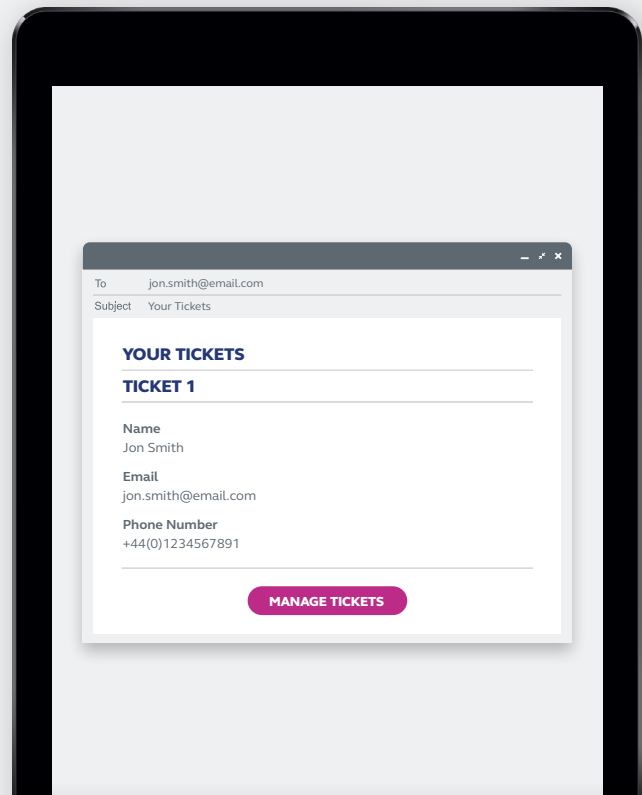 To jon.smith@email.com
Subject Your Tickets
YOUR TICKETS
TICKET 1
Name
Jon Smith
Email
jon.smith@email.com
Phone Number
+44(0)1234567891
MANAGE TICKETS